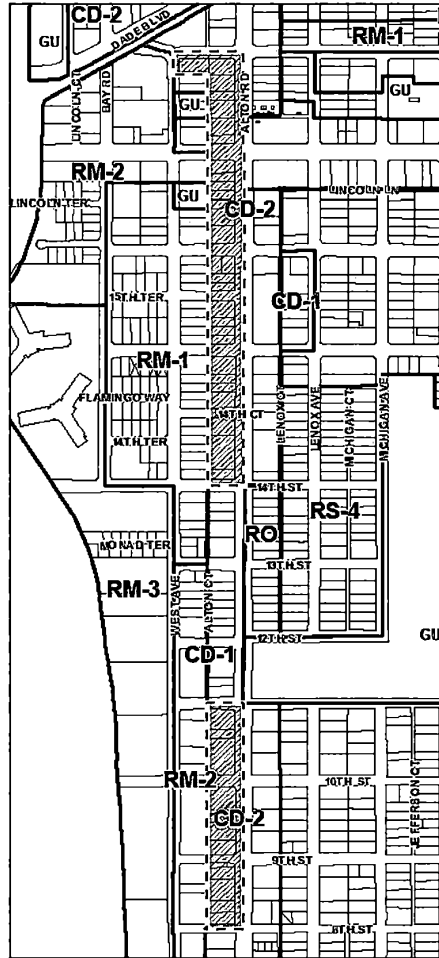 CD-2
GU
DADE BLVD
RM-1
LINCOLN CT
BAY RD
ALTON RD
GU
GU
RM-2
GU
LINCOLN LN
LINCOLN TER
CD-2
CD-1
15TH TER
RM-1
FLAMINGO WAY
14TH CT
LENOX CT
LENOX AVE
MICHIGAN CT
MICHIGAN AVE
14TH TER
14TH ST
RS-4
RO
MONAD TER
13TH ST
RM-3
WEST AVE
ALTON CT
12TH ST
GU
CD-1
RM-2
10TH ST
CD-2
JEFFERSON CT
9TH ST
8TH ST